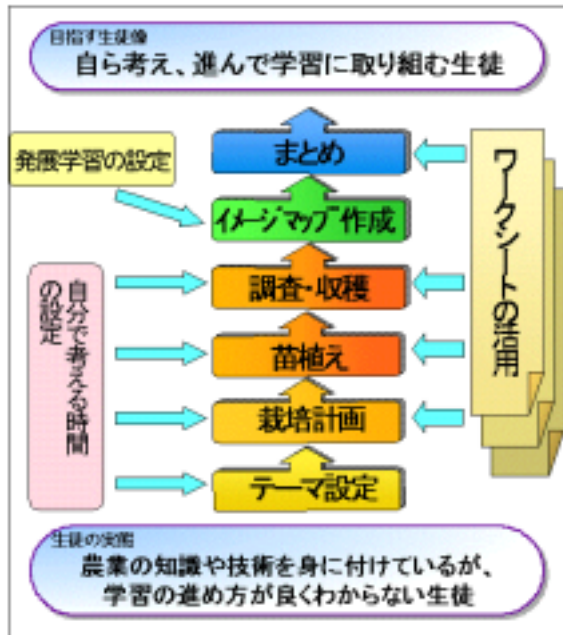 目指す生徒像
自ら考え、進んで学習に取り組む生徒
まとめ
発展学習の設定
イメージマップ作成
ワークシートの活用
調査・収穫
自分で考える時間
の設定
苗植え
栽培計画
テーマ設定
生徒の実態
農業の知識や技術を身に付けているが、
学習の進め方が良くわからない生徒